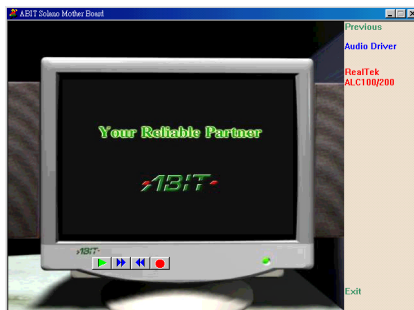 ABIT Solano Mother Board
Previous
Audio Driver
RealTek
ALC100/200
Your Reliable Partner
ABIT
ABIT
Exit